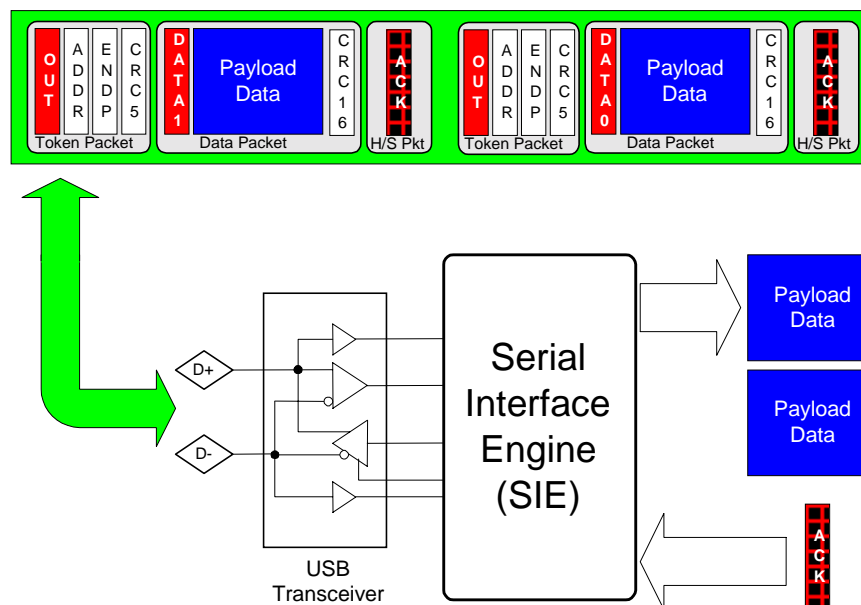 OUT
ADDR
ENDP
CRC5
Token Packet
DATA1
Payload
Data
CRC16
Data Packet
ACK
H/S Pkt
OUT
ADDR
ENDP
CRC5
Token Packet
DATA0
Payload
Data
CRC16
Data Packet
ACK
H/S Pkt
D+
D-
USB
Transceiver
Serial
Interface
Engine
(SIE)
Payload
Data
Payload
Data
ACK